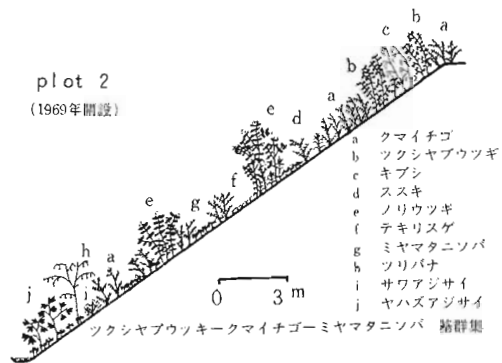 plot 2
(1969年開設)
b
c
a
b
a
e
d
f
e
g
h
a
i
j
a クマイチゴ
b ツクシヤブウツギ
c キブシ
d ススキ
e ノリウツギ
f テキリスゲ
g ミヤマタニソバ
h ツリバナ
i サワアジサイ
j ヤハズアジサイ
0 3 m
ツクシヤブウッキークマイチゴーミヤマタニソバ 群集